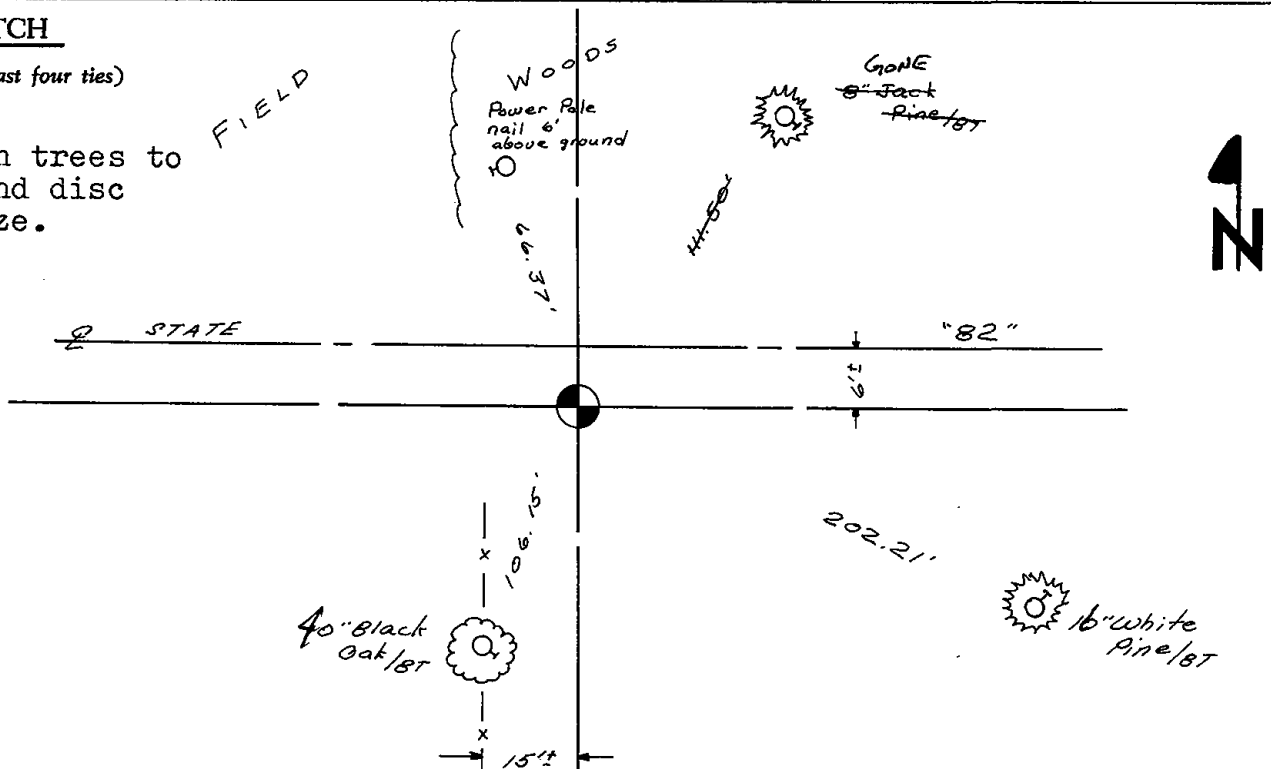 TCH
ast four ties)
n trees to
nd disc
ze.
FIELD
WOODS
Power Pole
nail 6'
above ground
GONE
8" Jack
Pine/BT
N
66.37'
111.50'
℄ STATE "82"
9'±
106.15'
202.21'
40" Black
Oak/BT
16" White
Pine/BT
x
x
15'±